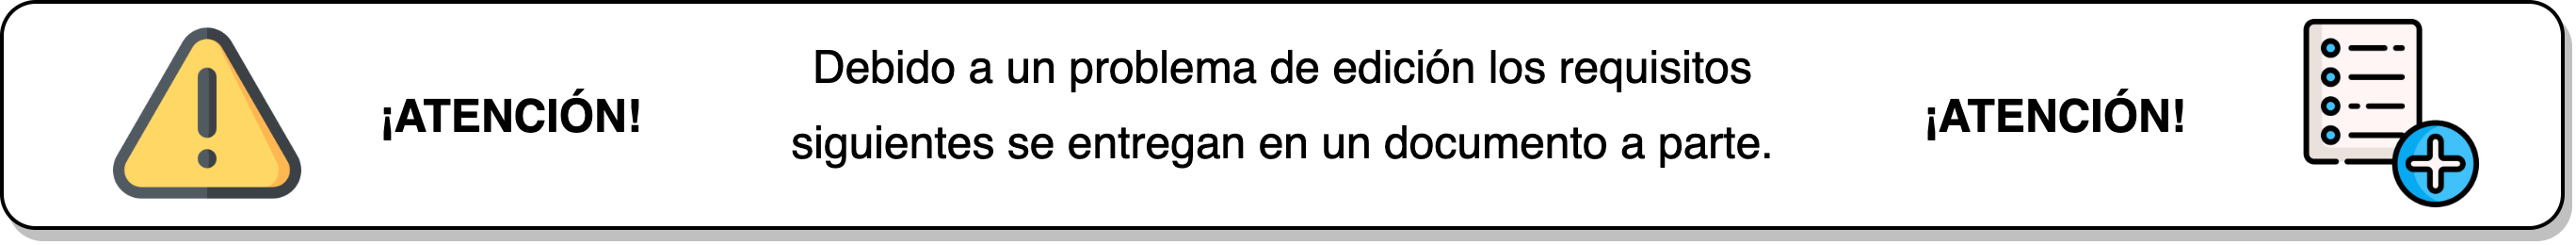 ¡ATENCIÓN!
Debido a un problema de edición los requisitos
siguientes se entregan en un documento a parte.
¡ATENCIÓN!